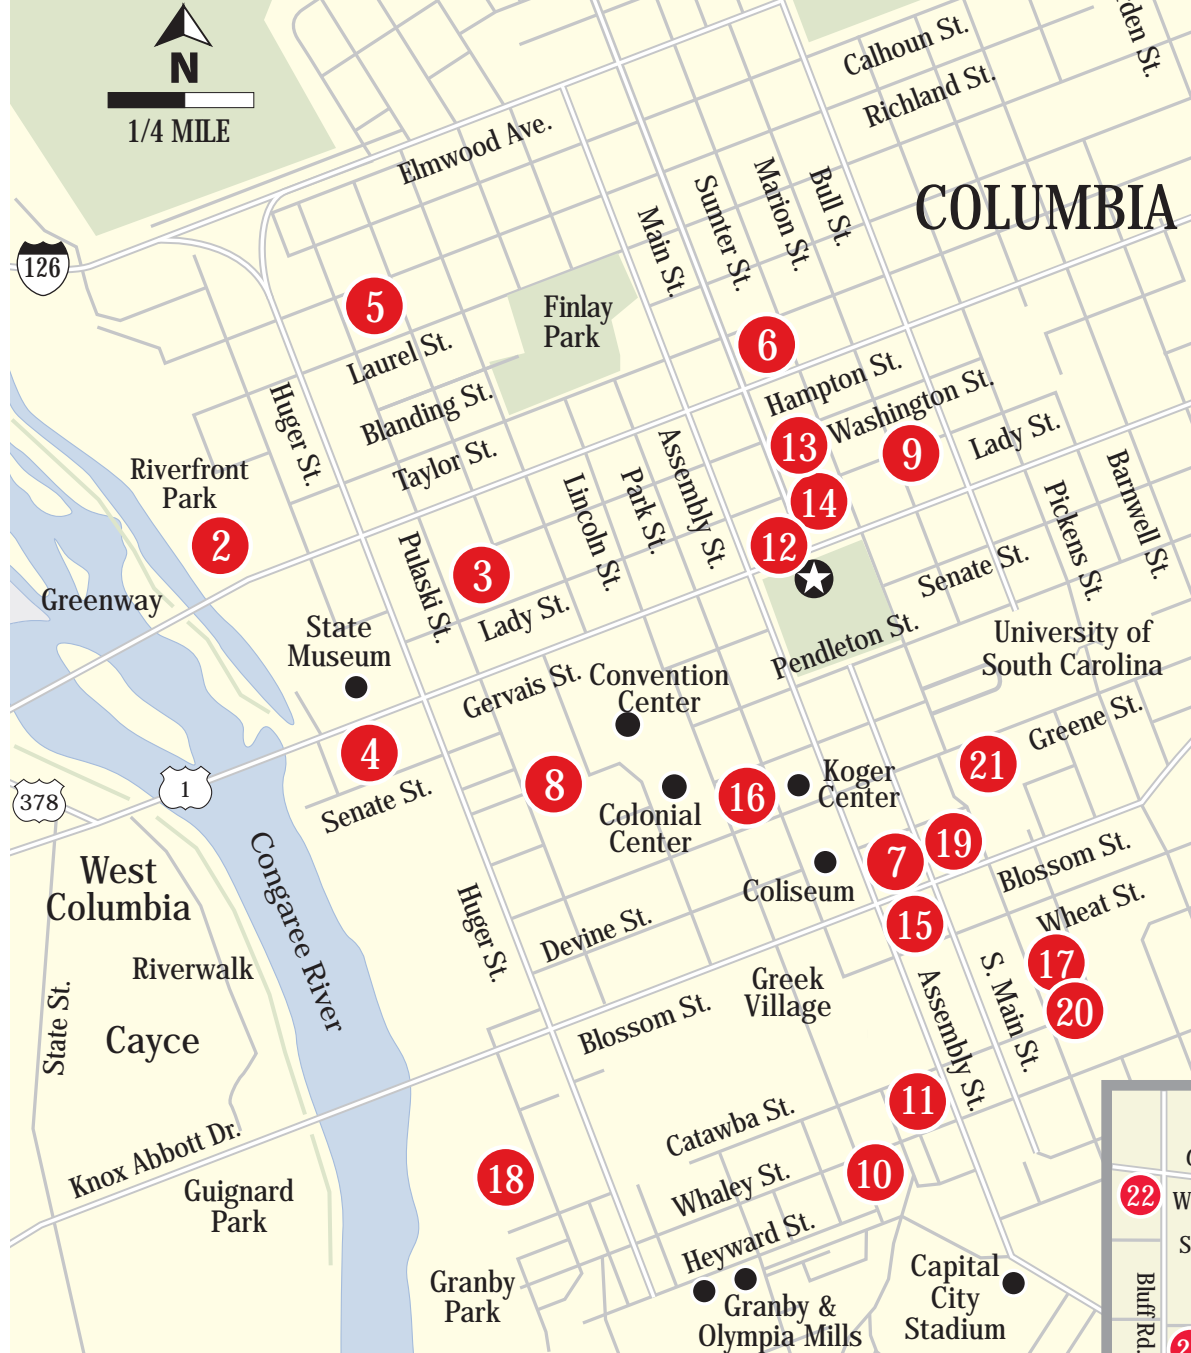 N
1/4 MILE
Calhoun St.
Richland St.
Elmwood Ave.
COLUMBIA
Main St.
Sumter St.
Marion St.
Bull St.
126
5
Finlay
Park
6
Laurel St.
Blanding St.
Taylor St.
Huger St.
Hampton St.
Washington St.
Lady St.
13
9
14
12
Riverfront
Park
2
Greenway
Pulaski St.
3
Lady St.
Lincoln St.
Park St.
Assembly St.
Pickens St.
Barnwell St.
Senate St.
Pendleton St.
University of
South Carolina
State
Museum
Gervais St.
Convention
Center
4
Senate St.
1
378
8
Colonial
Center
16
Koger
Center
21
Greene St.
7
19
Coliseum
15
Blossom St.
Wheat St.
17
20
West
Columbia
Congaree River
Riverwalk
State St.
Cayce
Huger St.
Devine St.
Blossom St.
Greek
Village
Assembly St.
S. Main St.
11
Catawba St.
10
Whaley St.
Heyward St.
Knox Abbott Dr.
Guignard
Park
18
Granby
Park
Granby &
Olympia Mills
Capital
City
Stadium
22
W
S
Bluff Rd.